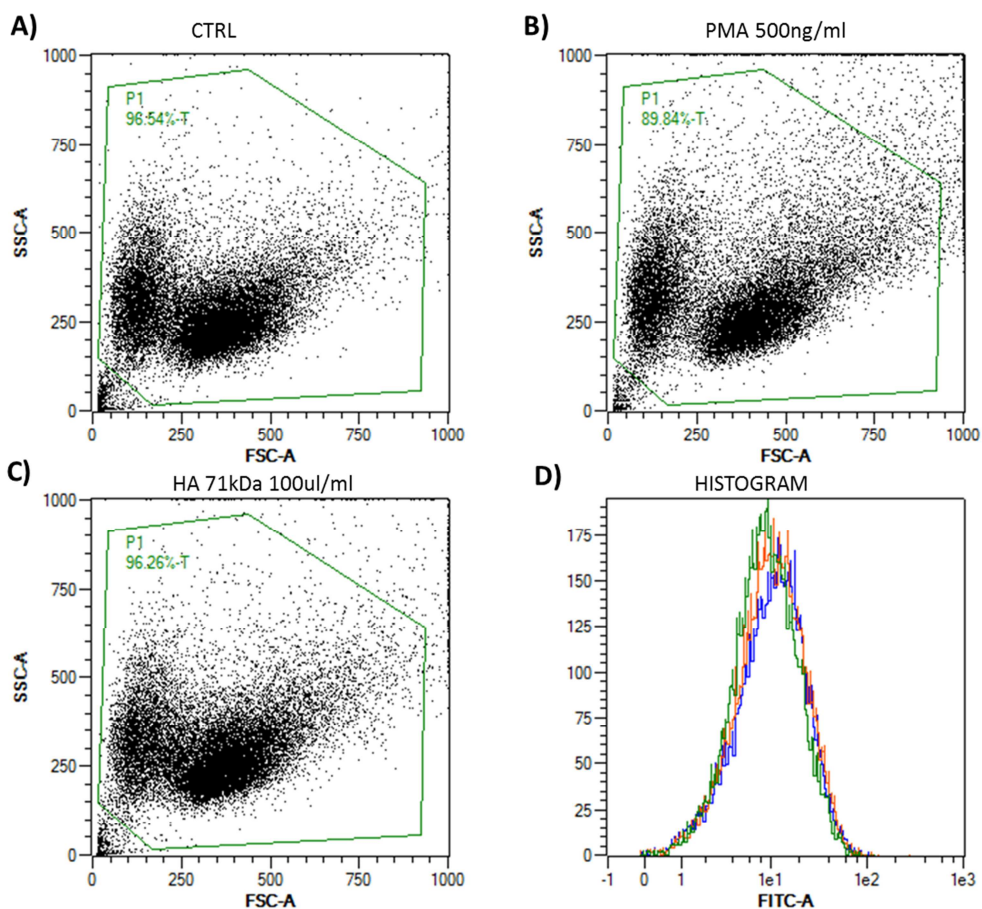 A)
CTRL
1000
750
500
250
0
SSC-A
P1
96.54%-T
0 250 500 750 1000
FSC-A
B)
PMA 500ng/ml
1000
750
500
250
0
SSC-A
P1
89.84%-T
0 250 500 750 1000
FSC-A
C)
HA 71kDa 100ul/ml
1000
750
500
250
0
SSC-A
P1
96.26%-T
0 250 500 750 1000
FSC-A
D)
HISTOGRAM
175
150
125
100
75
50
25
0
-1 0 1 1e1 1e2 1e3
FITC-A